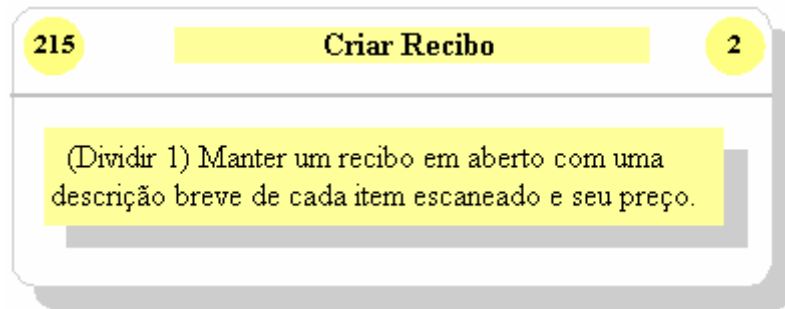 215 Criar Recibo 2
(Dividir 1) Manter um recibo em aberto com uma
descrição breve de cada item escaneado e seu preço.